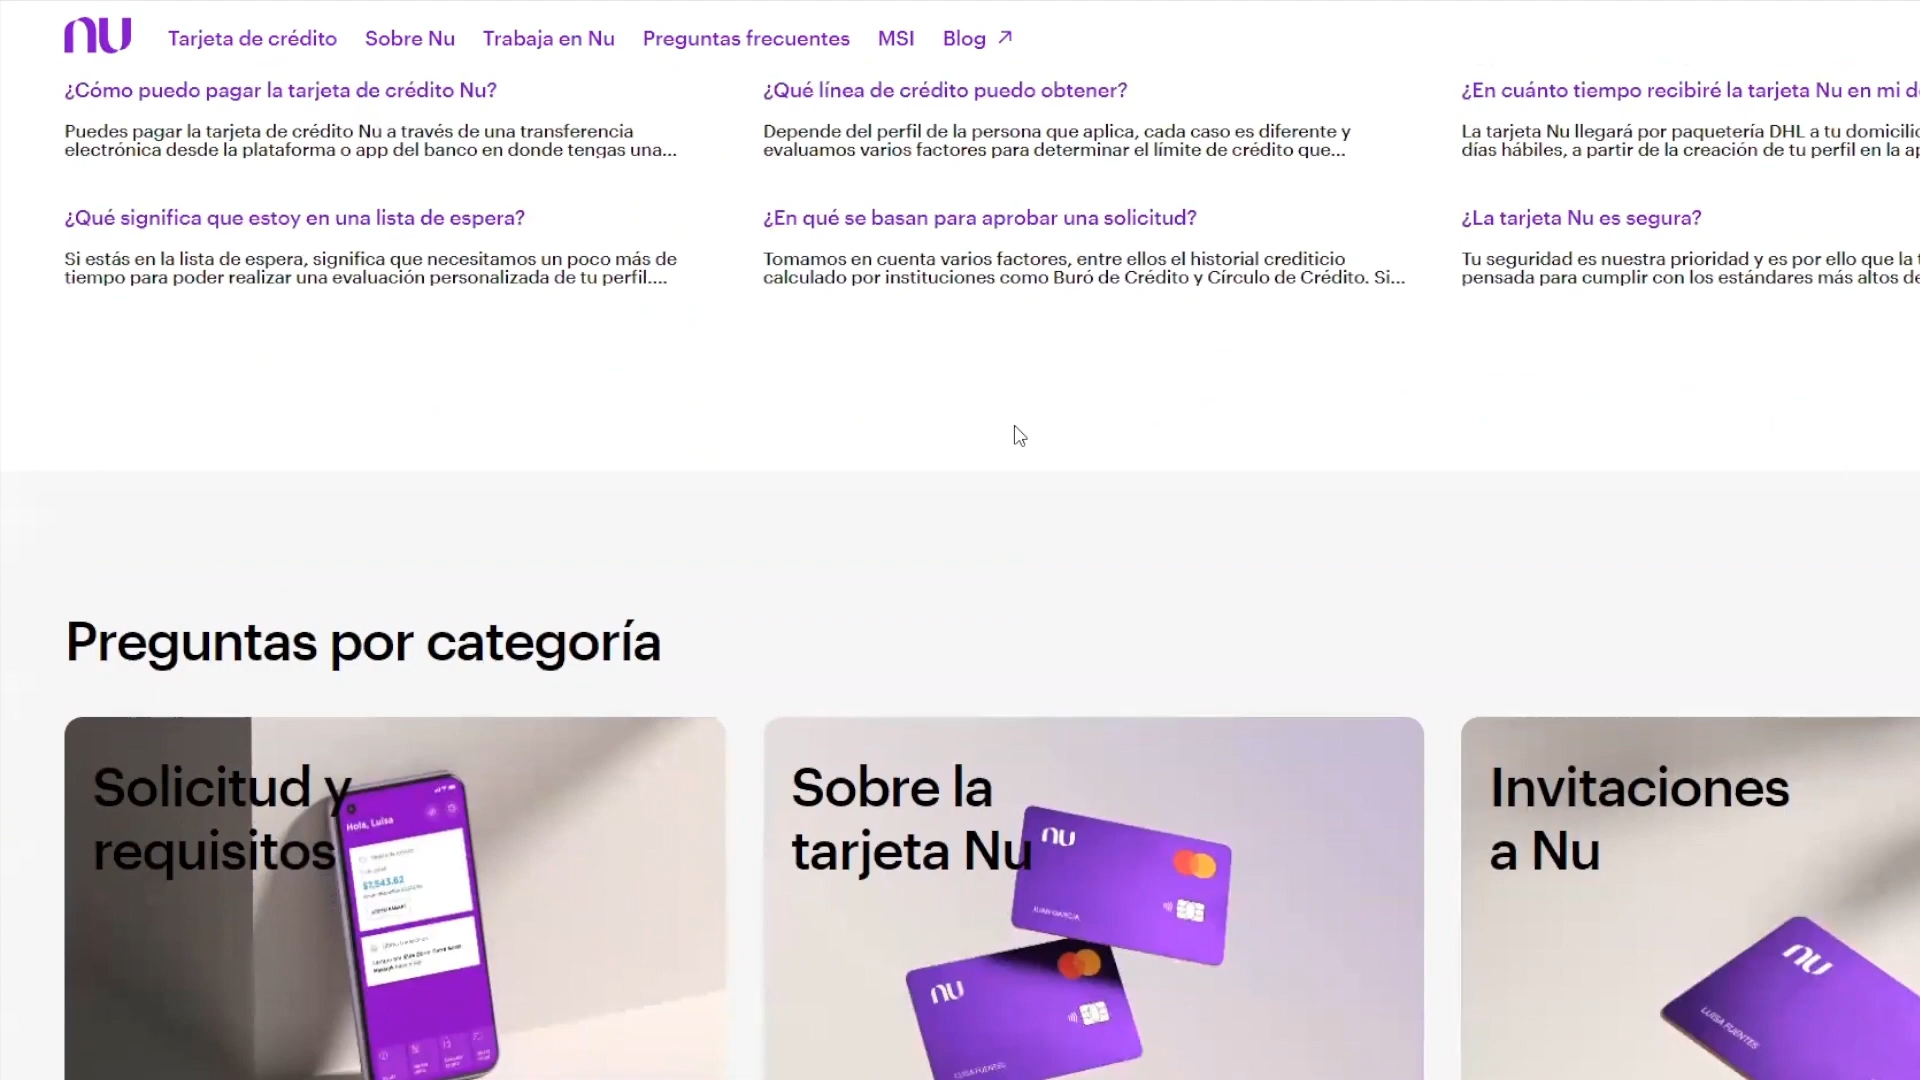 nu Tarjeta de crédito Sobre Nu Trabaja en Nu Preguntas frecuentes MSI Blog
¿Cómo puedo pagar la tarjeta de crédito Nu?
Puedes pagar la tarjeta de crédito Nu a través de una transferencia
electrónica desde la plataforma o app del banco en donde tengas una...
¿Qué línea de crédito puedo obtener?
Depende del perfil de la persona que aplica, cada caso es diferente y
evaluamos varios factores para determinar el límite de crédito que...
¿En cuánto tiempo recibiré la tarjeta Nu en mi
La tarjeta Nu llegará por paquetería DHL a tu domicilio
días hábiles, a partir de la creación de tu perfil en la
¿Qué significa que estoy en una lista de espera?
Si estás en la lista de espera, significa que necesitamos un poco más de
tiempo para poder realizar una evaluación personalizada de tu perfil....
¿En qué se basan para aprobar una solicitud?
Tomamos en cuenta varios factores, entre ellos el historial crediticio
calculado por instituciones como Buró de Crédito y Círculo de Crédito. Si...
¿La tarjeta Nu es segura?
Tu seguridad es nuestra prioridad y es por ello que la
pensada para cumplir con los estándares más altos
Preguntas por categoría
Solicitud y
requisitos
Hola, Luisa
$7,543.62
Sobre la
tarjeta Nu
nu
JUAN GARCIA
nu
LUISA FUENTES
Invitaciones
a Nu
nu
LUISA FUENTES